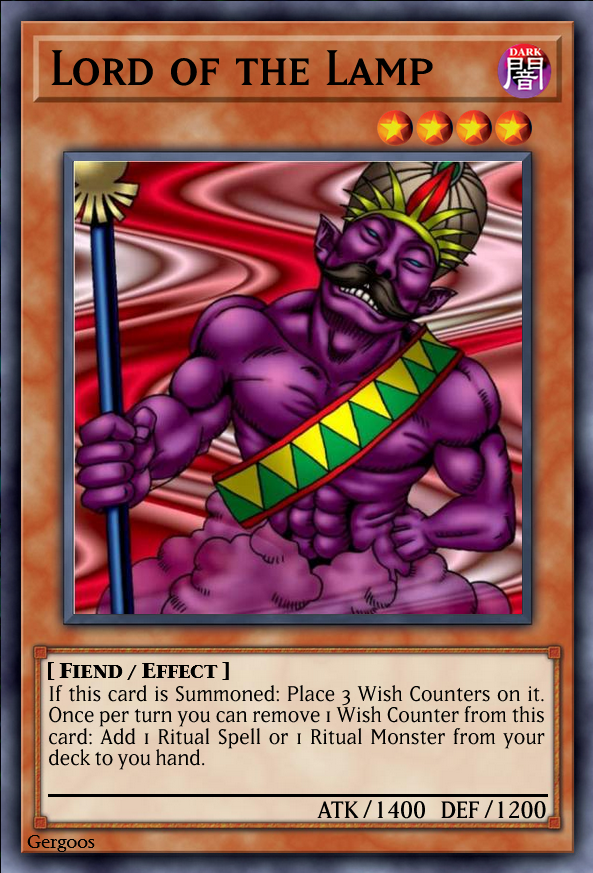 Lord of the Lamp
DARK
闇
[ Fiend / Effect ]
If this card is Summoned: Place 3 Wish Counters on it.
Once per turn you can remove 1 Wish Counter from this
card: Add 1 Ritual Spell or 1 Ritual Monster from your
deck to you hand.
ATK / 1400 DEF / 1200
Gergoos